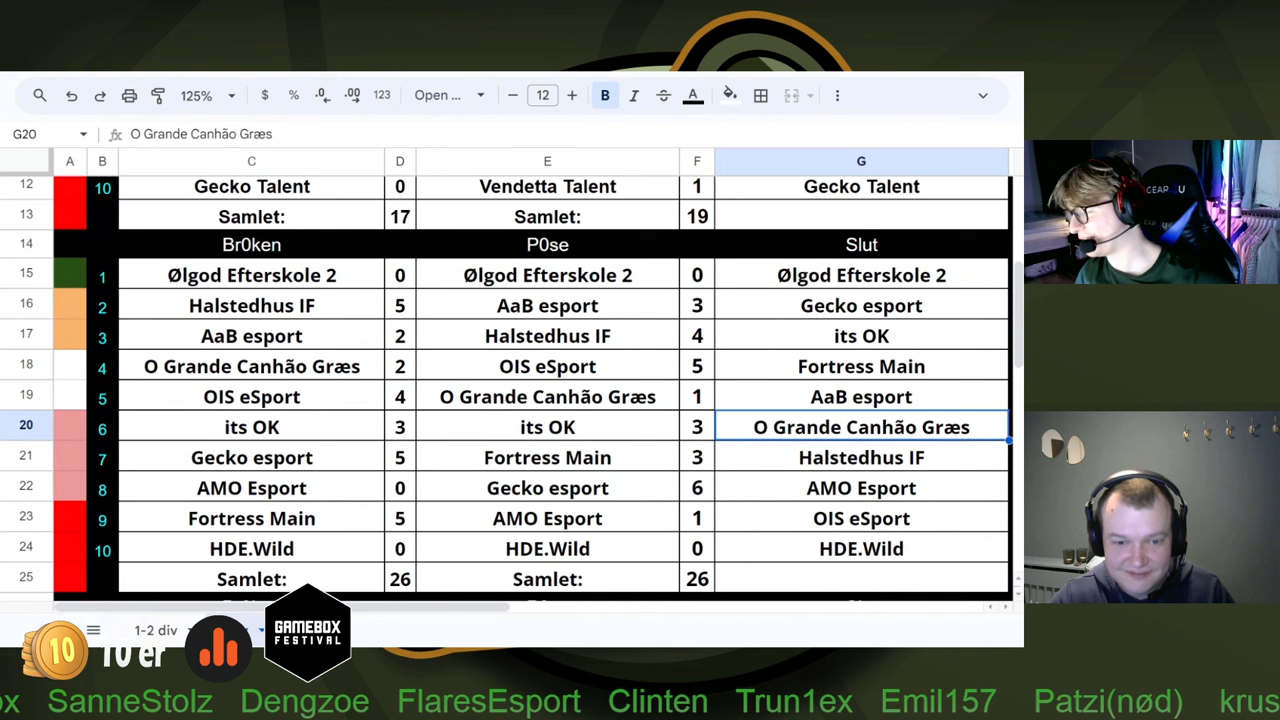 125% $ % .0 .00 123 Open ... − 12 + B I S A
G20 fx O Grande Canhão Græs
A B C D E F G
12 10 Gecko Talent 0 Vendetta Talent 1 Gecko Talent
13 Samlet: 17 Samlet: 19
14 Br0ken P0se Slut
15 1 Ølgod Efterskole 2 0 Ølgod Efterskole 2 0 Ølgod Efterskole 2
16 2 Halstedhus IF 5 AaB esport 3 Gecko esport
17 3 AaB esport 2 Halstedhus IF 4 its OK
18 4 O Grande Canhão Græs 2 OIS eSport 5 Fortress Main
19 5 OIS eSport 4 O Grande Canhão Græs 1 AaB esport
20 6 its OK 3 its OK 3 O Grande Canhão Græs
21 7 Gecko esport 5 Fortress Main 3 Halstedhus IF
22 8 AMO Esport 0 Gecko esport 6 AMO Esport
23 9 Fortress Main 5 AMO Esport 1 OIS eSport
24 10 HDE.Wild 0 HDE.Wild 0 HDE.Wild
25 Samlet: 26 Samlet: 26
1-2 div
10 10 er
GAMEBOX
FESTIVAL
GEAR4U
ox SanneStolz Dengzoe FlaresEsport Clinten Trun1ex Emil157 Patzi(nød) krus